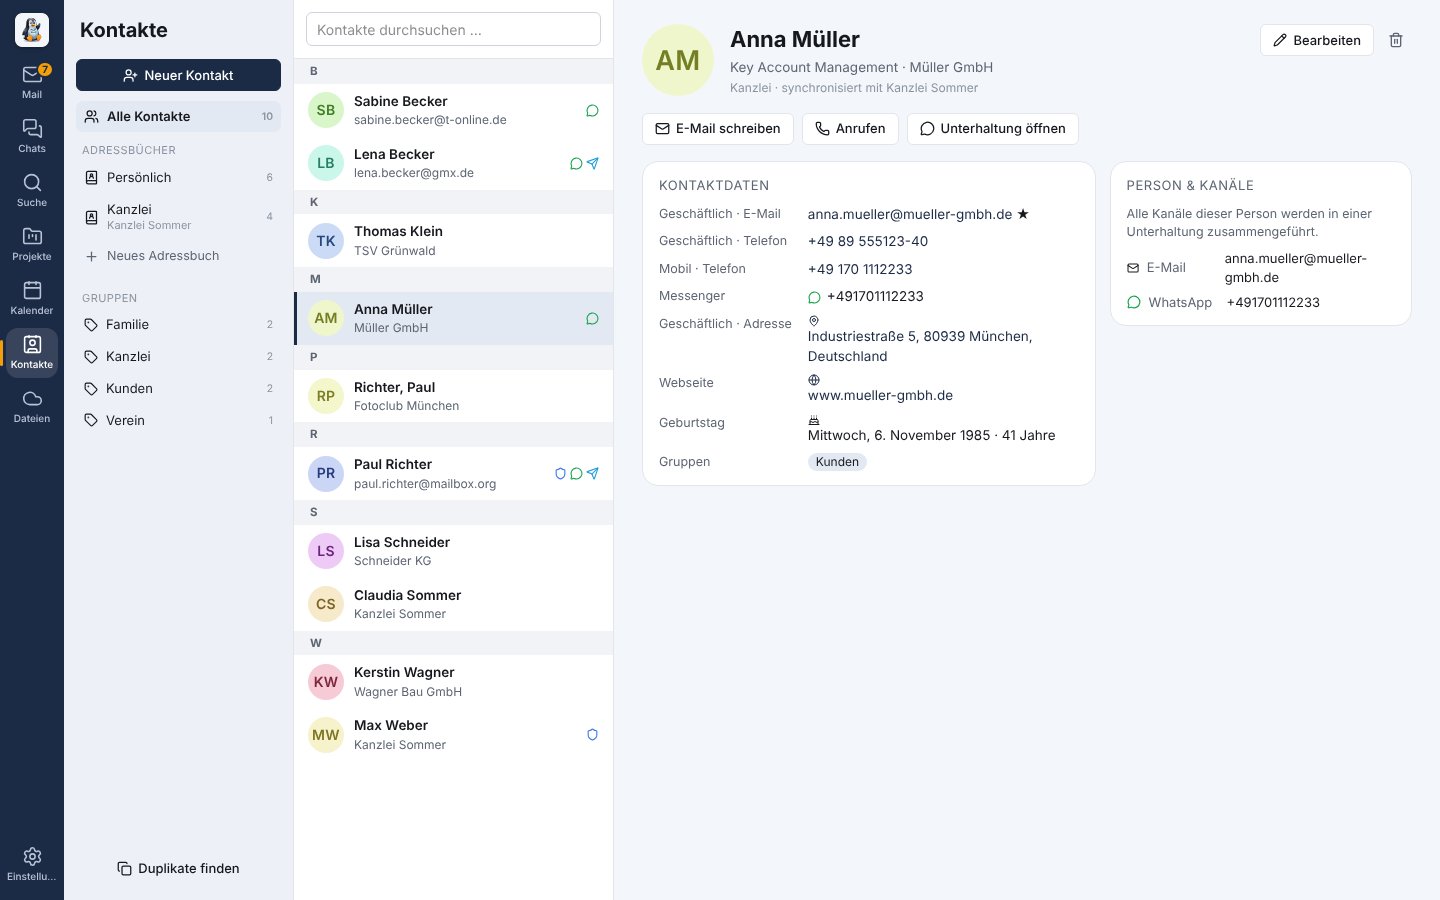 7
Mail
Chats
Suche
Projekte
Kalender
Kontakte
Dateien
Einstellu...
Kontakte
Neuer Kontakt
Alle Kontakte 10
ADRESSBÜCHER
Persönlich 6
Kanzlei 4
Kanzlei Sommer
Neues Adressbuch
GRUPPEN
Familie 2
Kanzlei 2
Kunden 2
Verein 1
Duplikate finden
Kontakte durchsuchen ...
B
SB
Sabine Becker
sabine.becker@t-online.de
LB
Lena Becker
lena.becker@gmx.de
K
TK
Thomas Klein
TSV Grünwald
M
AM
Anna Müller
Müller GmbH
P
RP
Richter, Paul
Fotoclub München
R
PR
Paul Richter
paul.richter@mailbox.org
S
LS
Lisa Schneider
Schneider KG
CS
Claudia Sommer
Kanzlei Sommer
W
KW
Kerstin Wagner
Wagner Bau GmbH
MW
Max Weber
Kanzlei Sommer
AM
Anna Müller
Key Account Management · Müller GmbH
Kanzlei · synchronisiert mit Kanzlei Sommer
Bearbeiten
E-Mail schreiben
Anrufen
Unterhaltung öffnen
KONTAKTDATEN
Geschäftlich · E-Mail anna.mueller@mueller-gmbh.de ★
Geschäftlich · Telefon +49 89 555123-40
Mobil · Telefon +49 170 1112233
Messenger +491701112233
Geschäftlich · Adresse
Industriestraße 5, 80939 München,
Deutschland
Webseite
www.mueller-gmbh.de
Geburtstag
Mittwoch, 6. November 1985 · 41 Jahre
Gruppen Kunden
PERSON & KANÄLE
Alle Kanäle dieser Person werden in einer
Unterhaltung zusammengeführt.
E-Mail anna.mueller@mueller-
gmbh.de
WhatsApp +491701112233